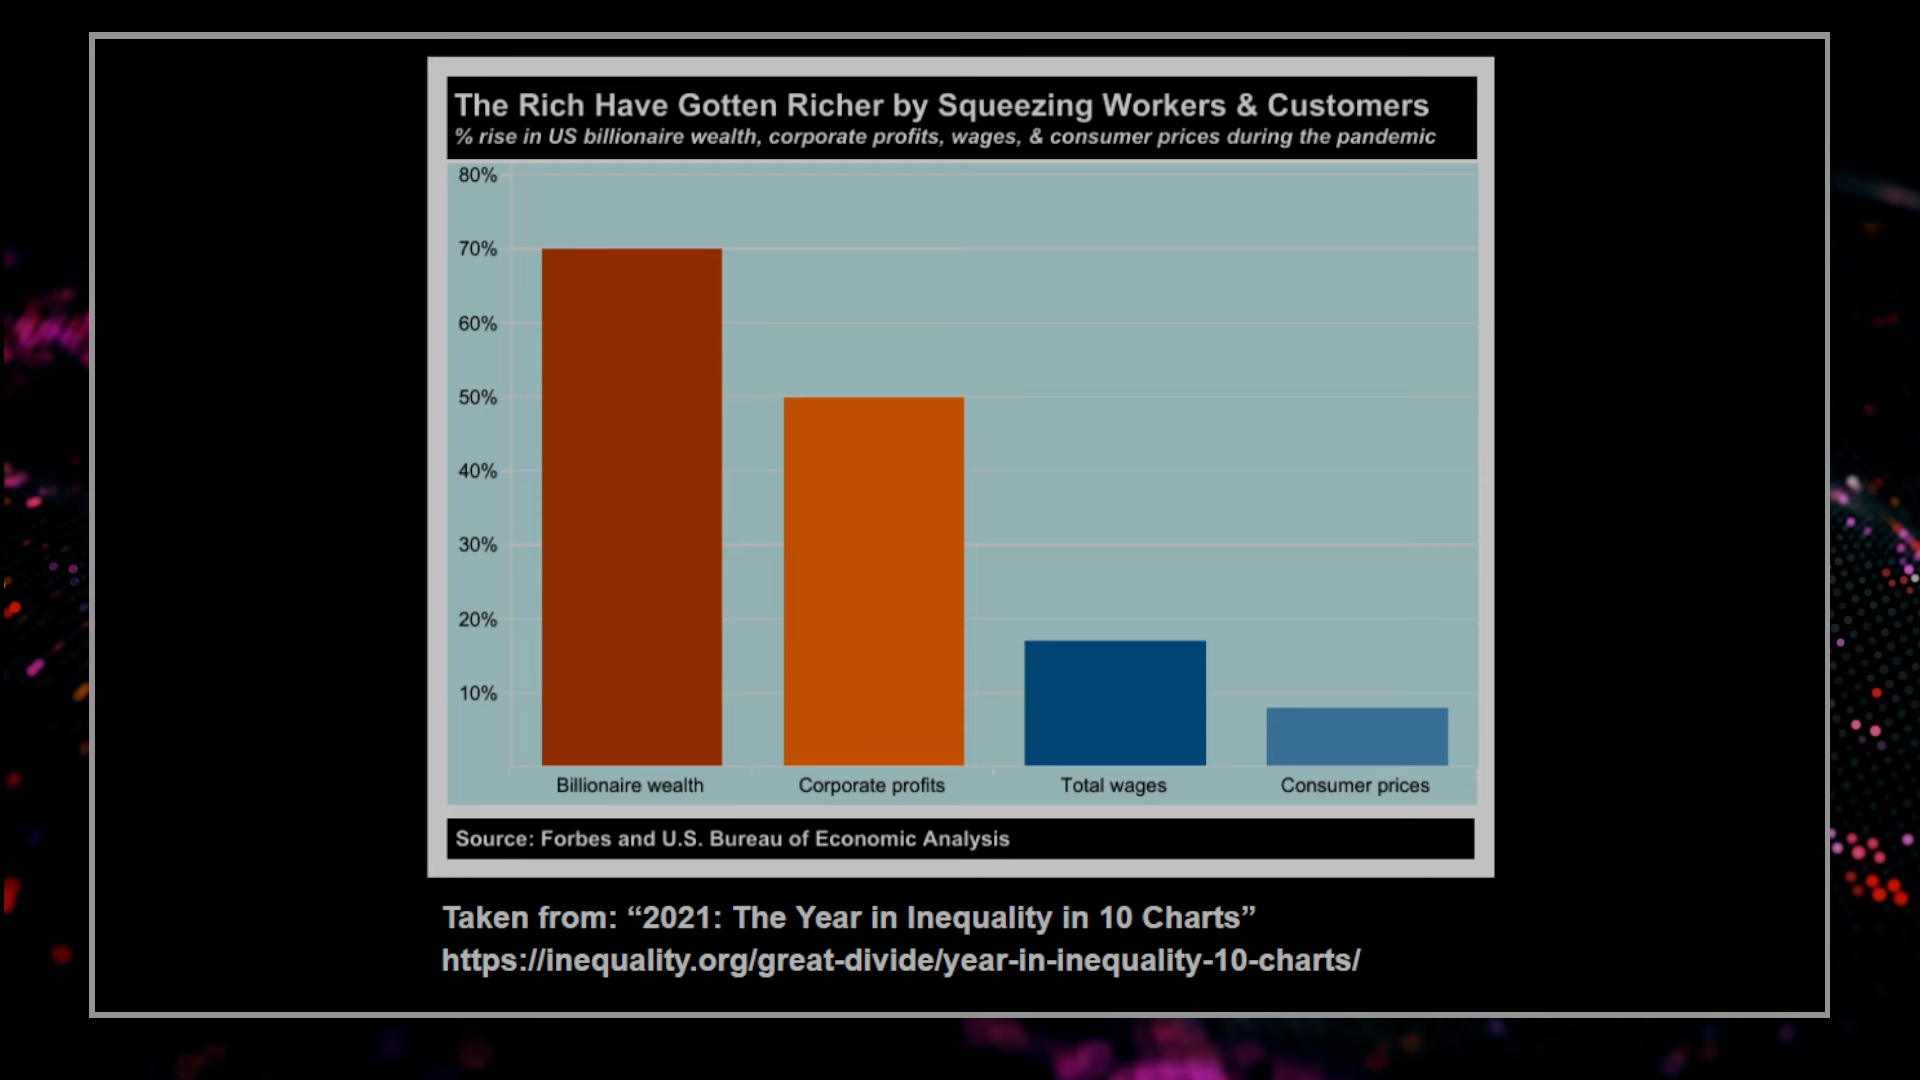 The Rich Have Gotten Richer by Squeezing Workers & Customers
% rise in US billionaire wealth, corporate profits, wages, & consumer prices during the pandemic
80%
70%
60%
50%
40%
30%
20%
10%
Billionaire wealth
Corporate profits
Total wages
Consumer prices
Source: Forbes and U.S. Bureau of Economic Analysis
Taken from: “2021: The Year in Inequality in 10 Charts”
https://inequality.org/great-divide/year-in-inequality-10-charts/